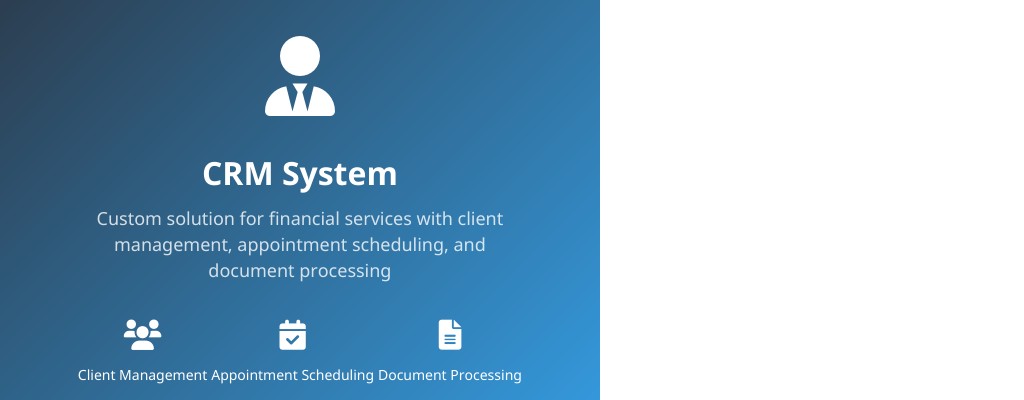 CRM System
Custom solution for financial services with client
management, appointment scheduling, and
document processing
Client Management Appointment Scheduling Document Processing